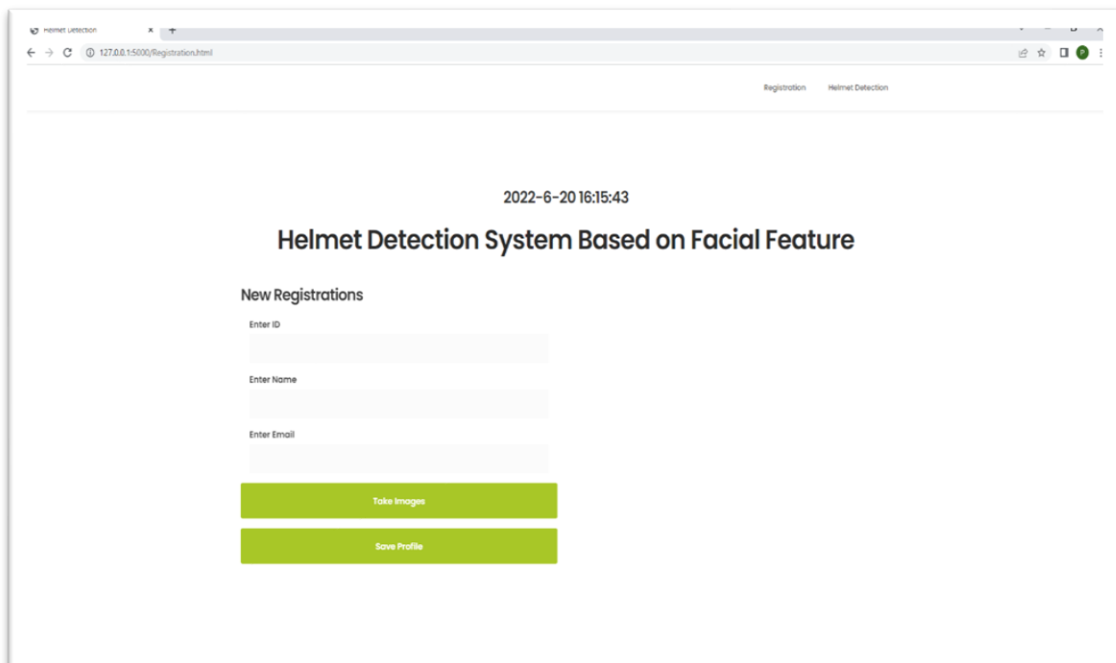 Helmet Detection
127.0.0.1:5000/Registration.html
P
Registration Helmet Detection
2022-6-20 16:15:43
Helmet Detection System Based on Facial Feature
New Registrations
Enter ID
Enter Name
Enter Email
Take Images
Save Profile